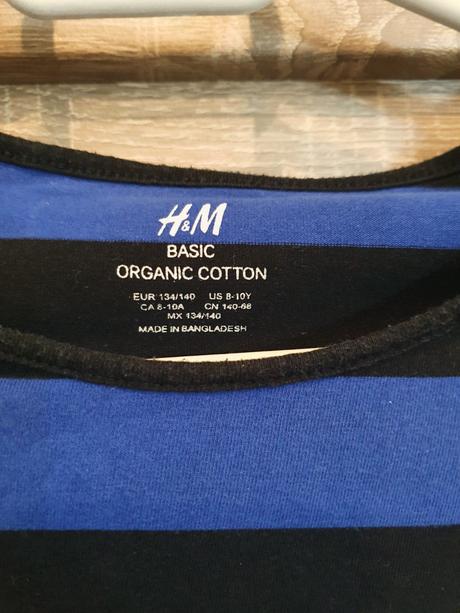 H&M
BASIC
ORGANIC COTTON
EUR 134/140 US 8-10Y
CA 8-10A CN 140-68
MX 134/140
MADE IN BANGLADESH